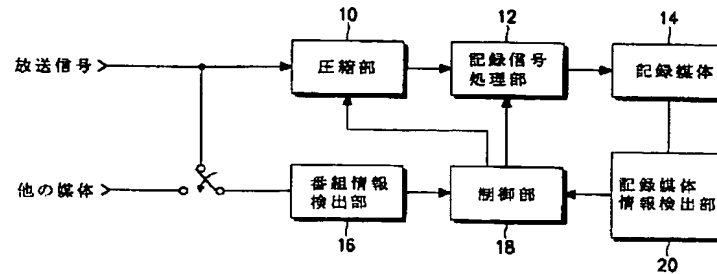 10
12
14
放送信号
圧縮部
記録信号
処理部
記録媒体
他の媒体
番組情報
検出部
制御部
記録媒体
情報検出部
16
18
20